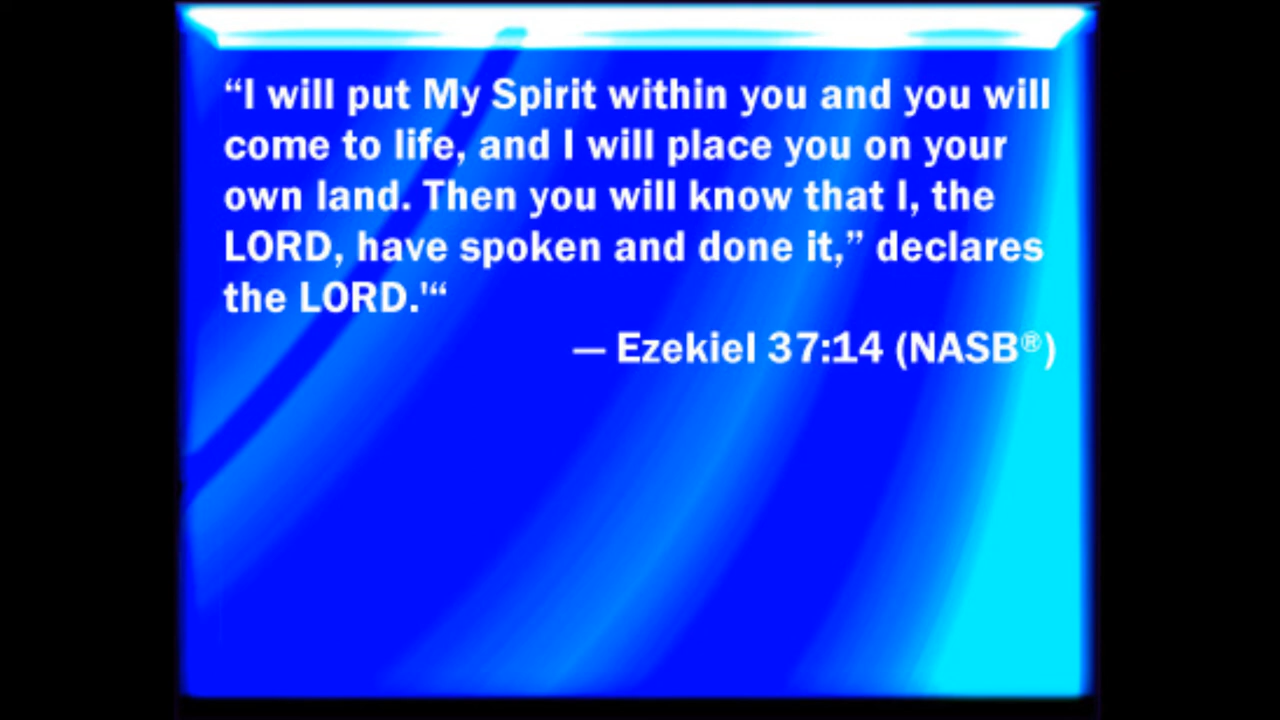 “I will put My Spirit within you and you will
come to life, and I will place you on your
own land. Then you will know that I, the
LORD, have spoken and done it,” declares
the LORD.'“
— Ezekiel 37:14 (NASB®)